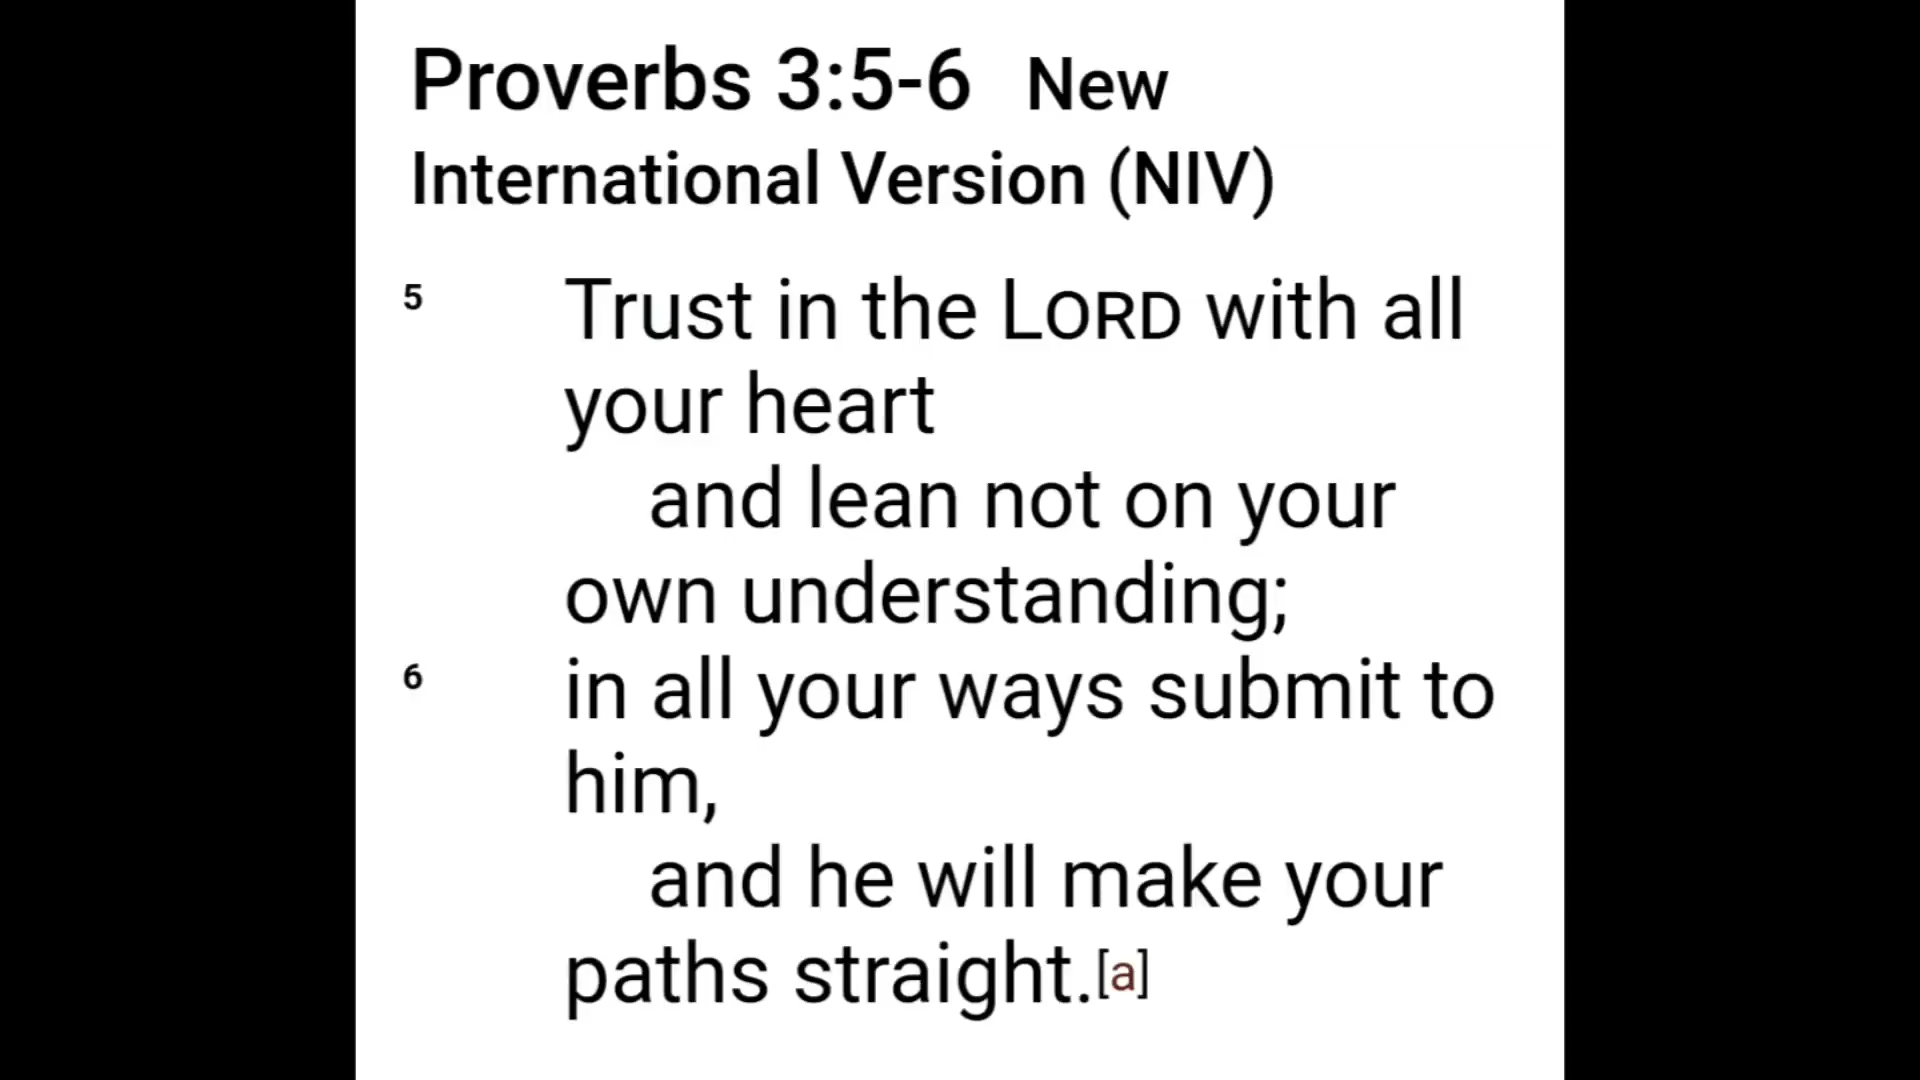 Proverbs 3:5-6 New
International Version (NIV)
5 Trust in the LORD with all
your heart
and lean not on your
own understanding;
6 in all your ways submit to
him,
and he will make your
paths straight.[a]